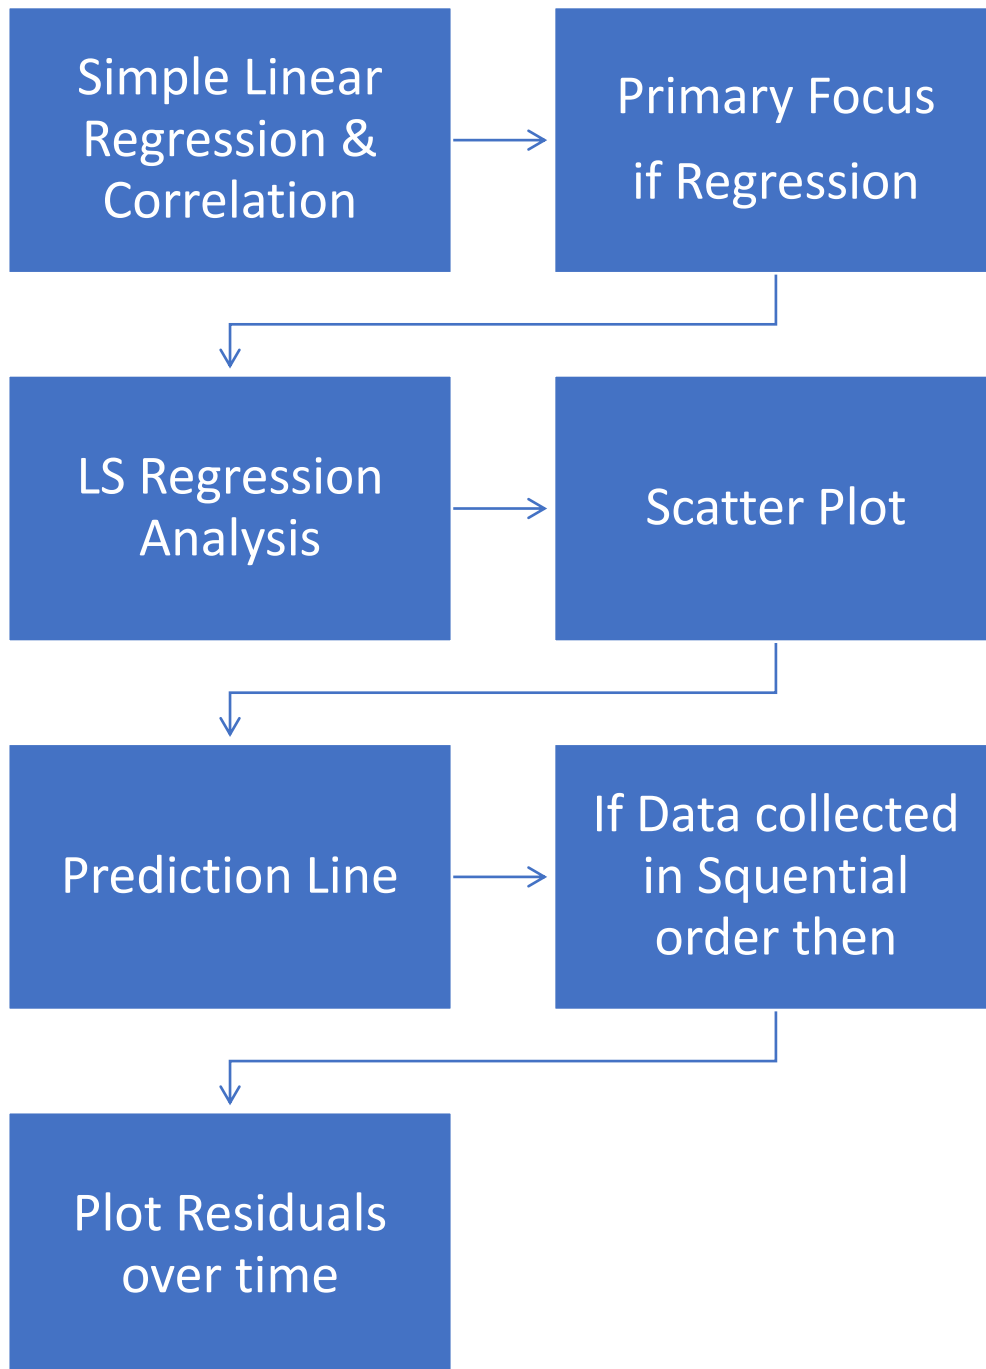 Simple Linear
Regression &
Correlation
Primary Focus
if Regression
LS Regression
Analysis
Scatter Plot
Prediction Line
If Data collected
in Squential
order then
Plot Residuals
over time